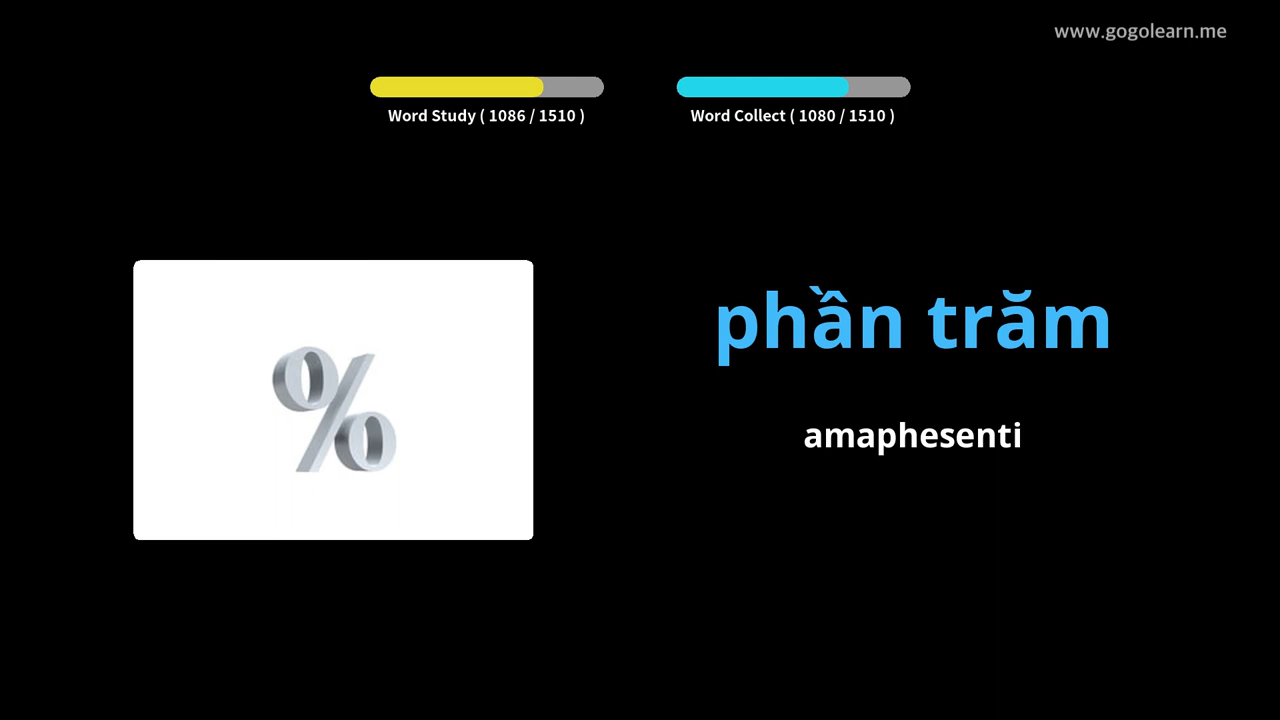 www.gogolearn.me
Word Study ( 1086 / 1510 )
Word Collect ( 1080 / 1510 )
%
phần trăm
amaphesenti